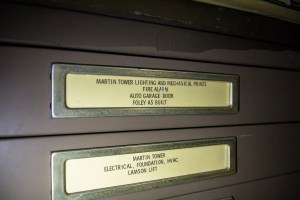 MARTIN TOWER LIGHTING AND MECHANICAL PRINTS
FIRE ALARM
AUTO GARAGE DOOR
FOLEY AS BUILT
MARTIN TOWER
ELECTRICAL, FOUNDATION, HVAC
LAMSON LIFT